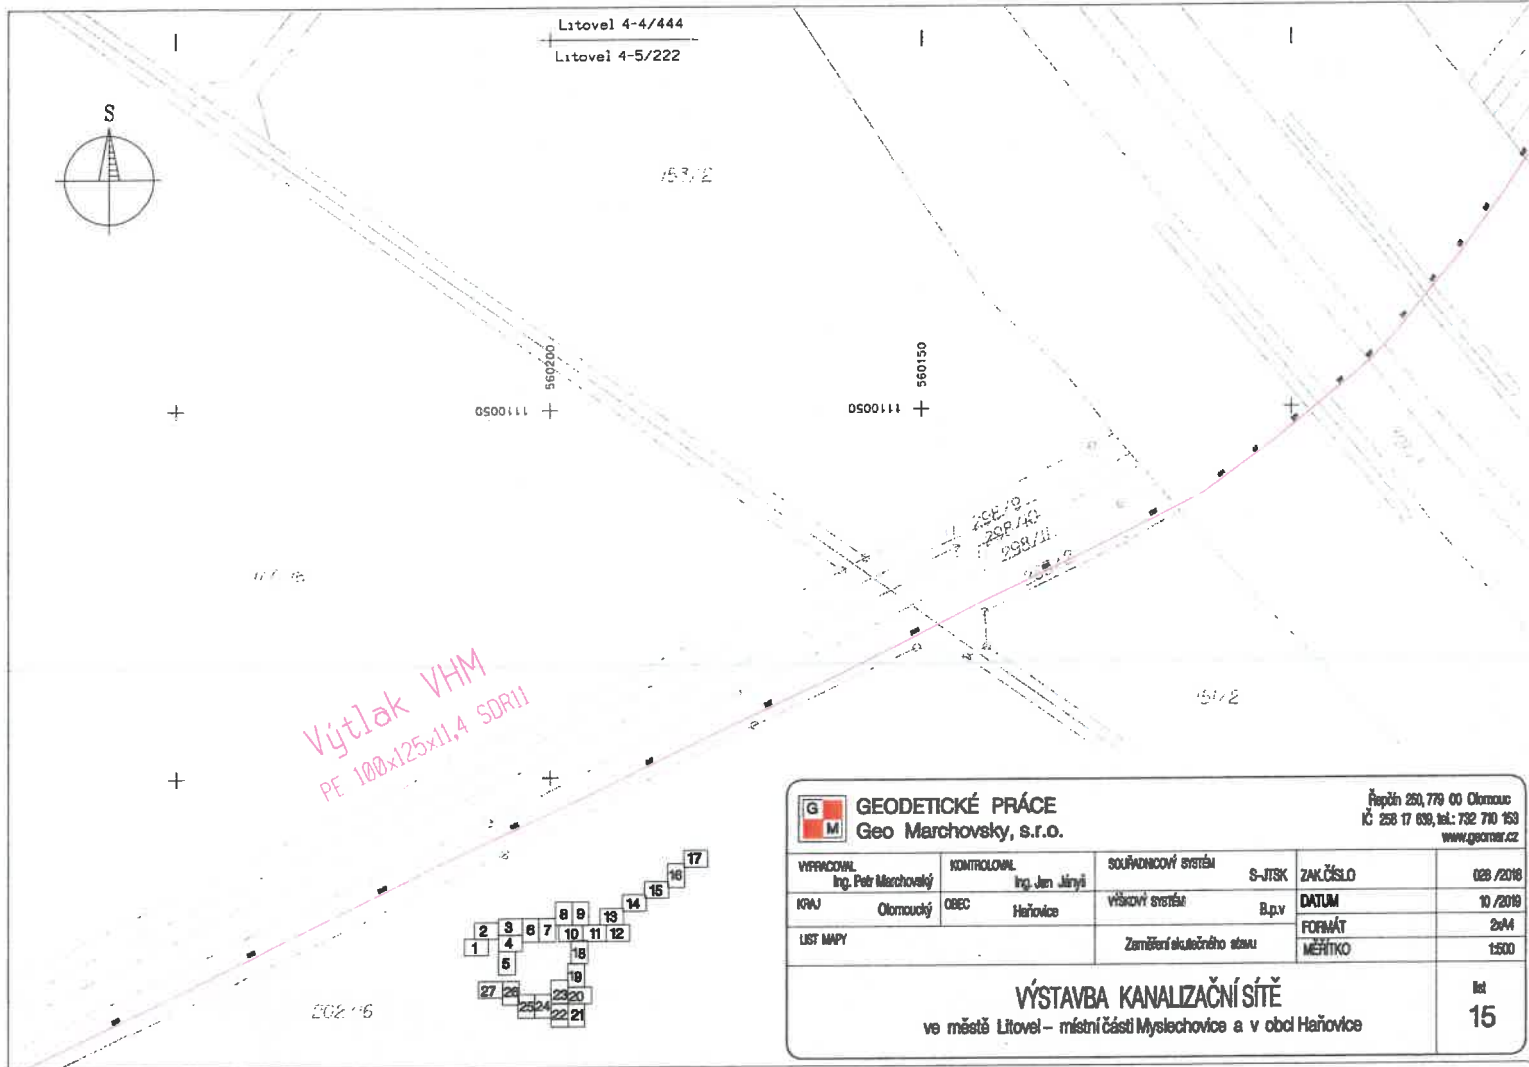 Litovel 4-4/444
Litovel 4-5/222
S
153/2
560200
1110050
560150
1110050
298/9
298/10
298/11
151/2
Výtlak VHM
PE 100x125x11,4 SDR11
202/6
17
16
15
14
13
8 9
2 3 6 7 10 11 12
1 4
5 18
19
27 26 23 20
25 24
22 21
G M
GEODETICKÉ PRÁCE
Geo Marchovsky, s.r.o.
Řepčín 250, 779 00 Olomouc
IČ 258 17 639, tel.: 732 710 153
www.geomar.cz
VYPRACOVAL
Ing. Petr Marchovský
KONTROLOVAL
Ing. Jan
SOUŘADNICOVÝ SYSTÉM
S-JTSK
ZAK.ČÍSLO
026 /2018
KRAJ
Olomoucký
OBEC
Haňovice
VÝŠKOVÝ SYSTÉM
B.p.v
DATUM
10 /2019
LIST MAPY
Zaměření skutečného stavu
FORMÁT
2xA4
MĚŘÍTKO
1:500
VÝSTAVBA KANALIZAČNÍ SÍTĚ
ve městě Litovel – místní části Myslechovice a v obci Haňovice
list
15